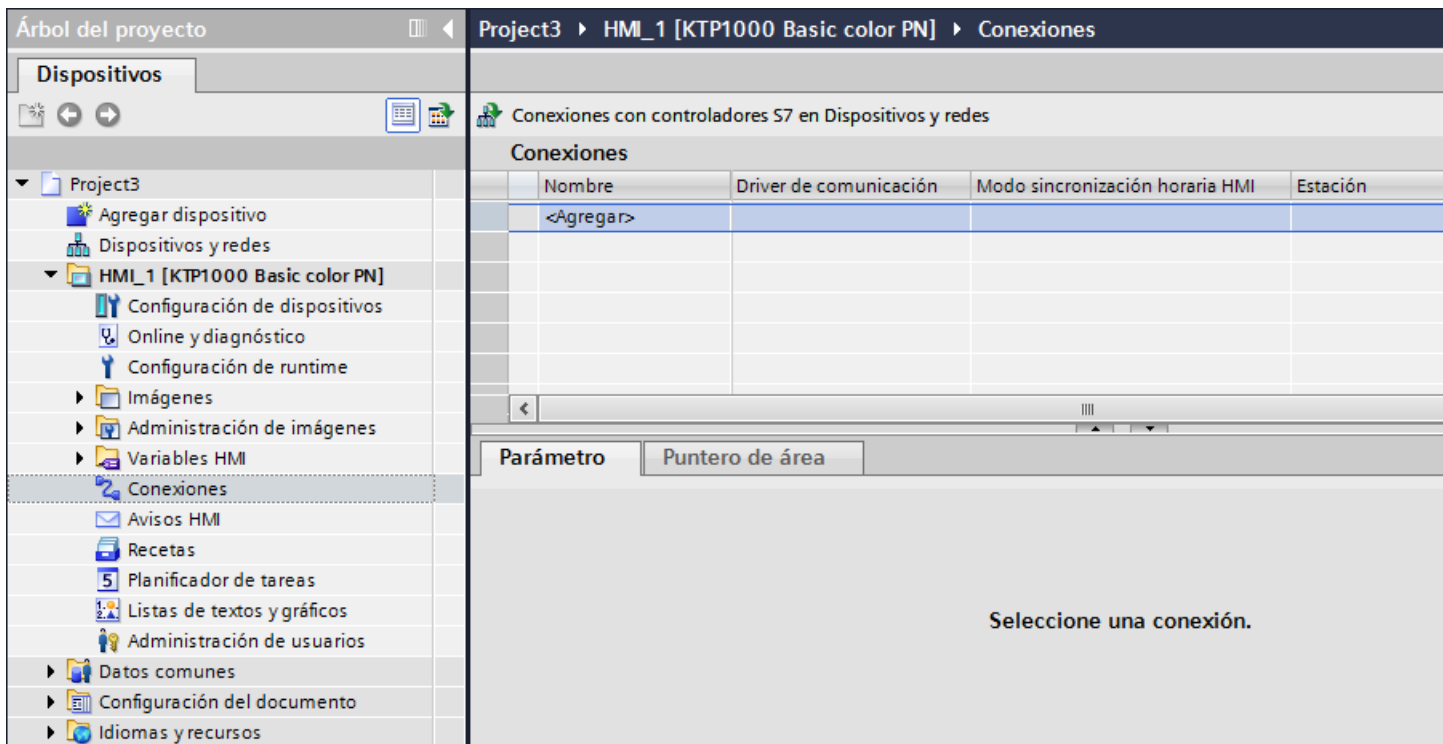 Árbol del proyecto
Dispositivos
Project3
Agregar dispositivo
Dispositivos y redes
HMI_1 [KTP1000 Basic color PN]
Configuración de dispositivos
Online y diagnóstico
Configuración de runtime
Imágenes
Administración de imágenes
Variables HMI
Conexiones
Avisos HMI
Recetas
Planificador de tareas
Listas de textos y gráficos
Administración de usuarios
Datos comunes
Configuración del documento
Idiomas y recursos
Project3 HMI_1 [KTP1000 Basic color PN] Conexiones
Conexiones con controladores S7 en Dispositivos y redes
Conexiones
Nombre Driver de comunicación Modo sincronización horaria HMI Estación
<Agregar>
Parámetro Puntero de área
Seleccione una conexión.